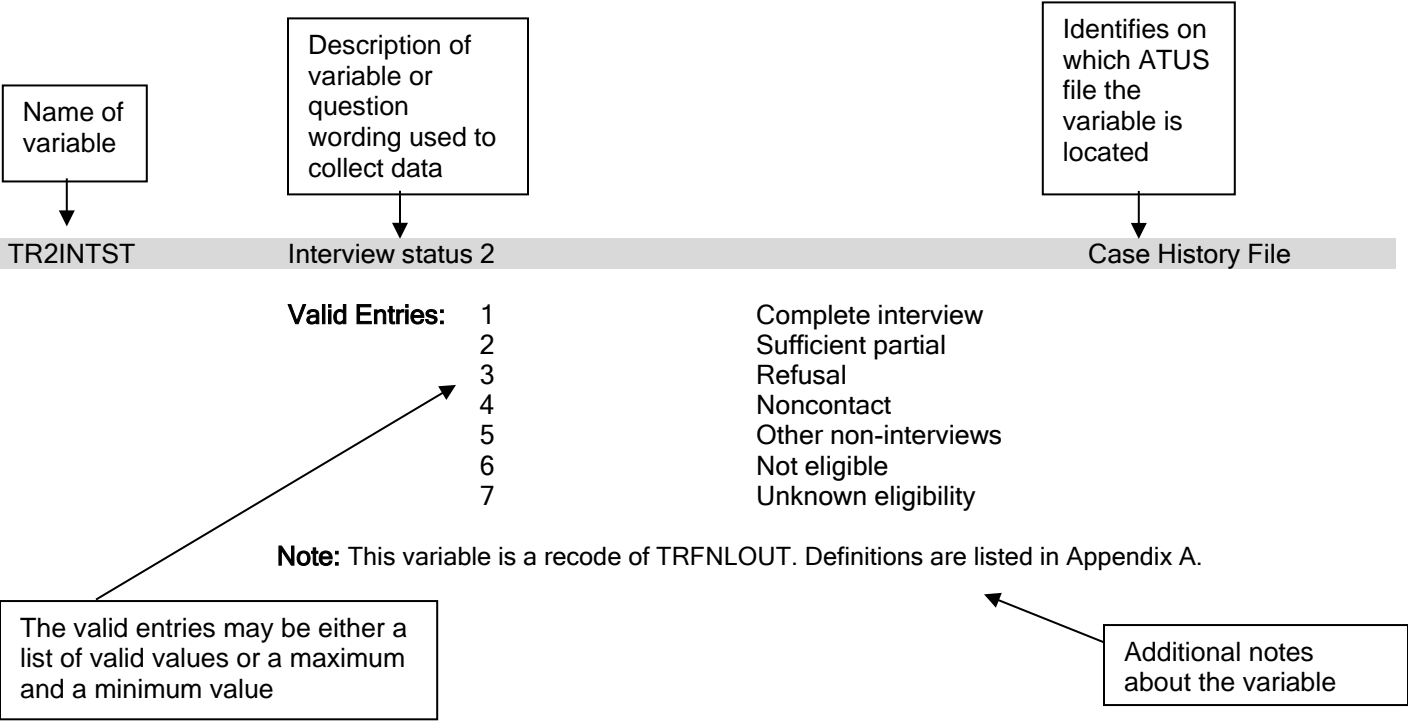 Name of
variable
Description of
variable or
question
wording used to
collect data
Identifies on
which ATUS
file the
variable is
located
TR2INTST Interview status 2 Case History File
Valid Entries: 1 Complete interview
2 Sufficient partial
3 Refusal
4 Noncontact
5 Other non-interviews
6 Not eligible
7 Unknown eligibility
Note: This variable is a recode of TRFNLOUT. Definitions are listed in Appendix A.
The valid entries may be either a
list of valid values or a maximum
and a minimum value
Additional notes
about the variable